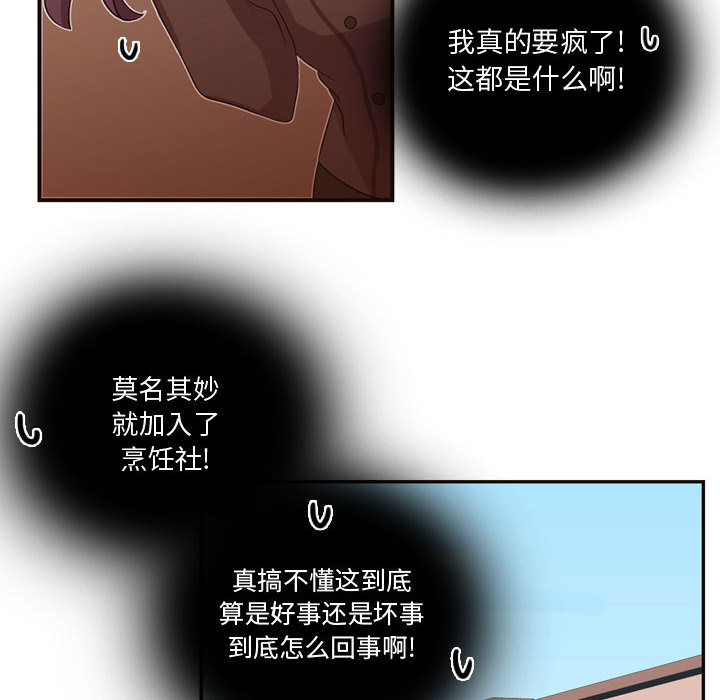 我真的要疯了!
这都是什么啊!
莫名其妙
就加入了
烹饪社!
真搞不懂这到底
算是好事还是坏事
到底怎么回事啊!